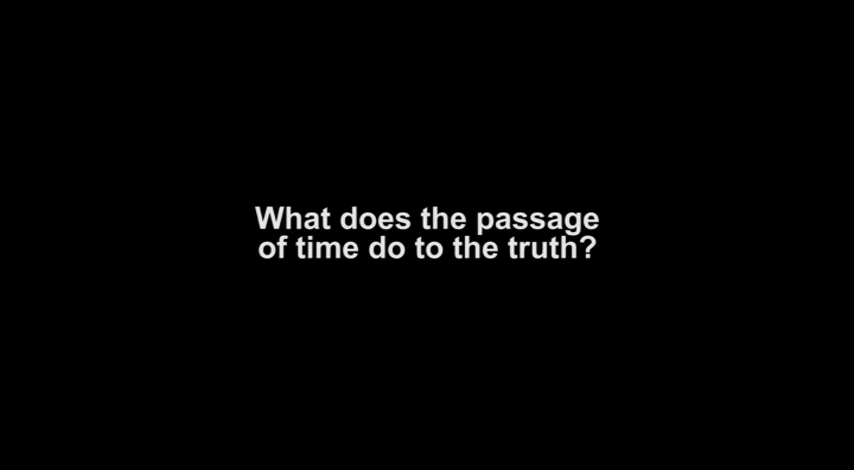 What does the passage
of time do to the truth?